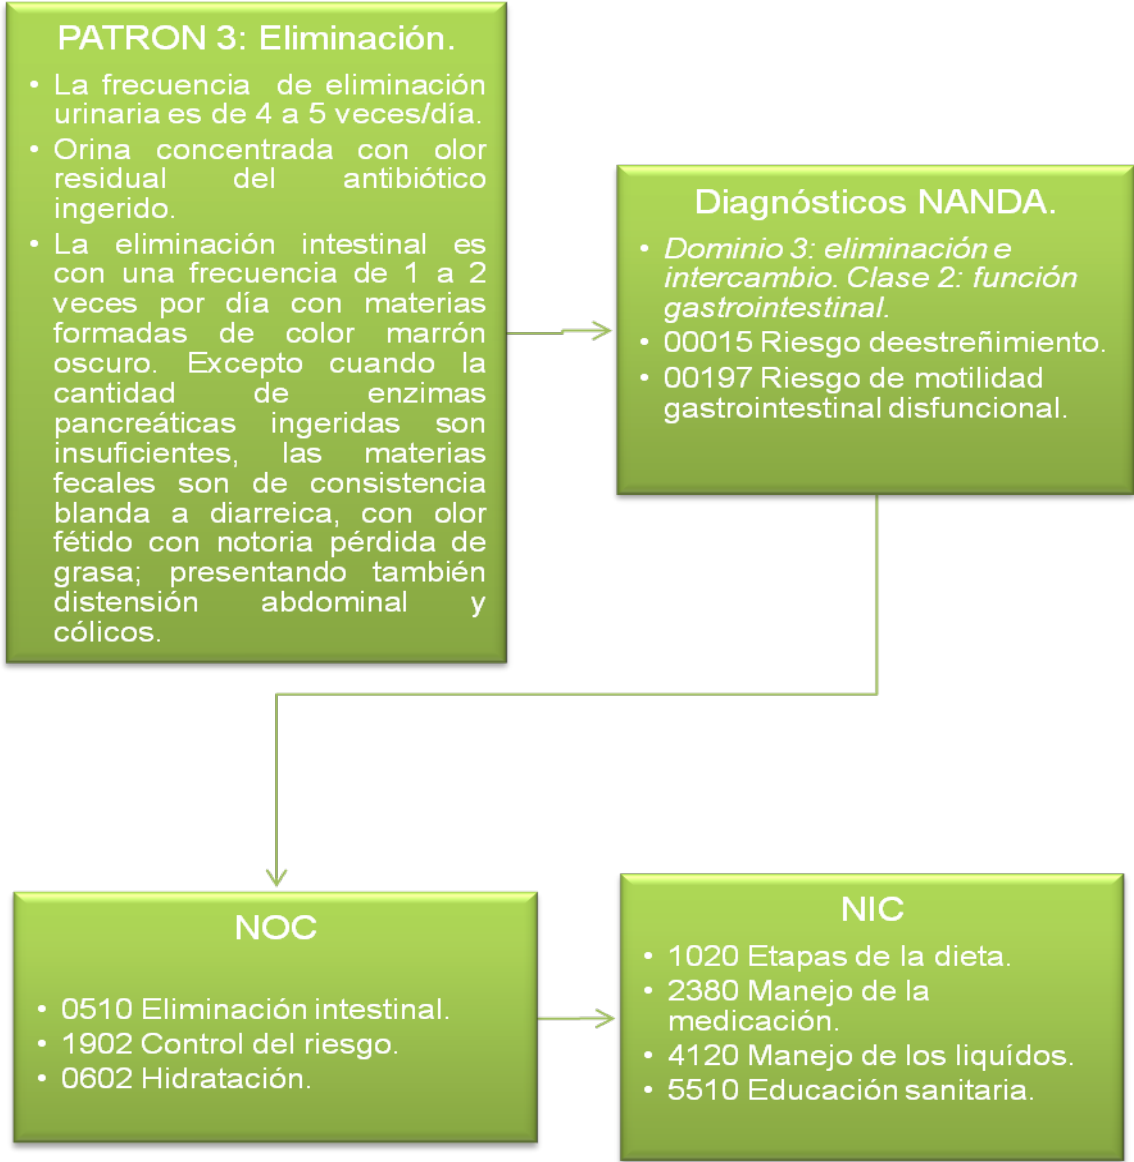 PATRON 3: Eliminación.
• La frecuencia de eliminación
urinaria es de 4 a 5 veces/día.
• Orina concentrada con olor
residual del antibiótico
ingerido.
• La eliminación intestinal es
con una frecuencia de 1 a 2
veces por día con materias
formadas de color marrón
oscuro. Excepto cuando la
cantidad de enzimas
pancreáticas ingeridas son
insuficientes, las materias
fecales son de consistencia
blanda a diarreica, con olor
fétido con notoria pérdida de
grasa; presentando también
distensión abdominal y
cólicos.
Diagnósticos NANDA.
• Dominio 3: eliminación e
intercambio. Clase 2: función
gastrointestinal.
• 00015 Riesgo deestreñimiento.
• 00197 Riesgo de motilidad
gastrointestinal disfuncional.
NOC
• 0510 Eliminación intestinal.
• 1902 Control del riesgo.
• 0602 Hidratación.
NIC
• 1020 Etapas de la dieta.
• 2380 Manejo de la
medicación.
• 4120 Manejo de los liquídos.
• 5510 Educación sanitaria.